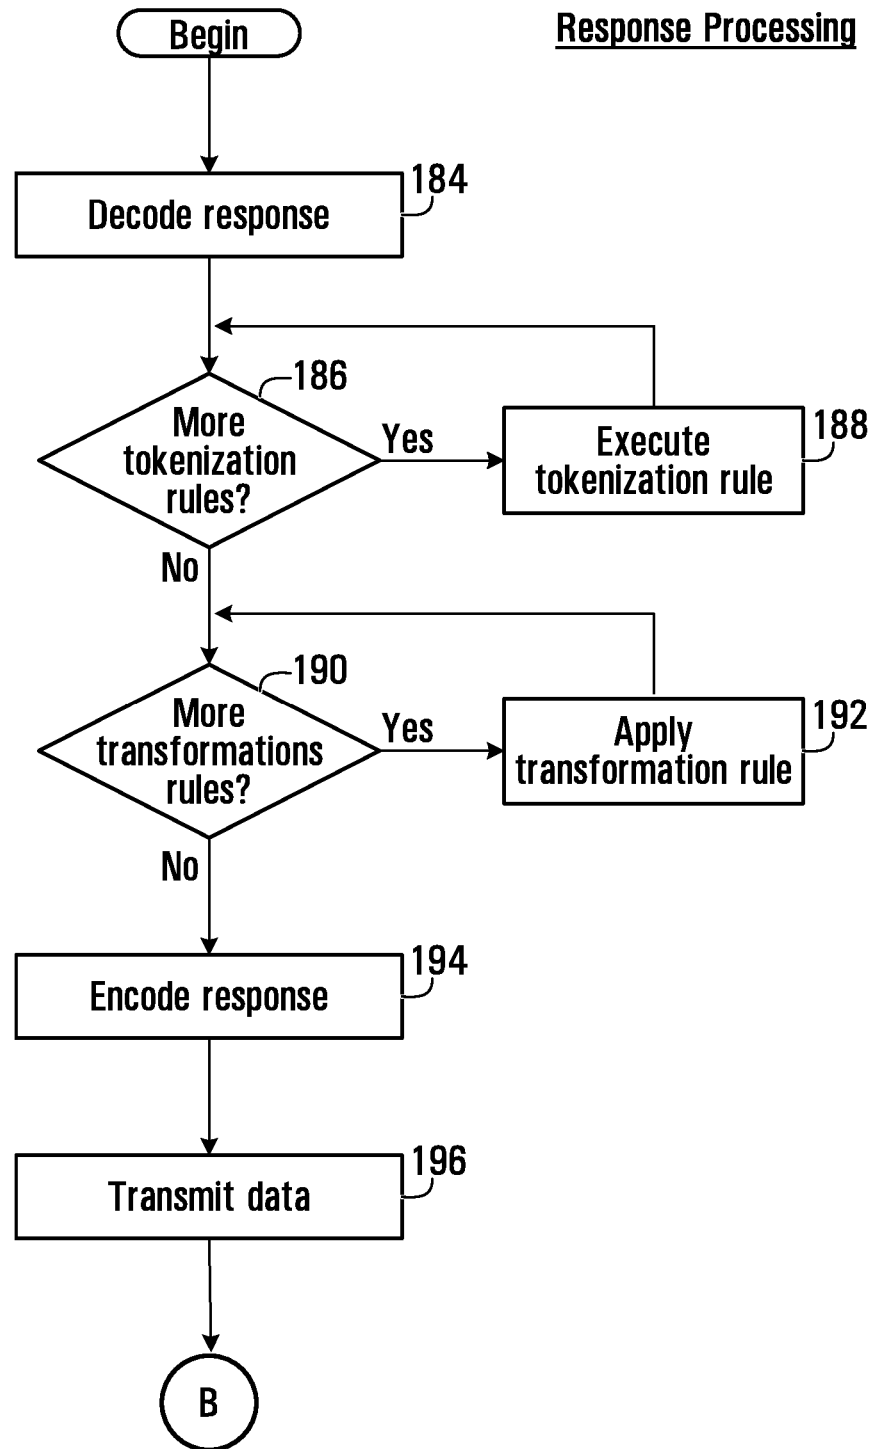 Begin
Response Processing
184
Decode response
186
More
tokenization
rules?
Yes
Execute
tokenization rule
188
No
190
More
transformations
rules?
Yes
Apply
transformation rule
192
No
194
Encode response
196
Transmit data
B